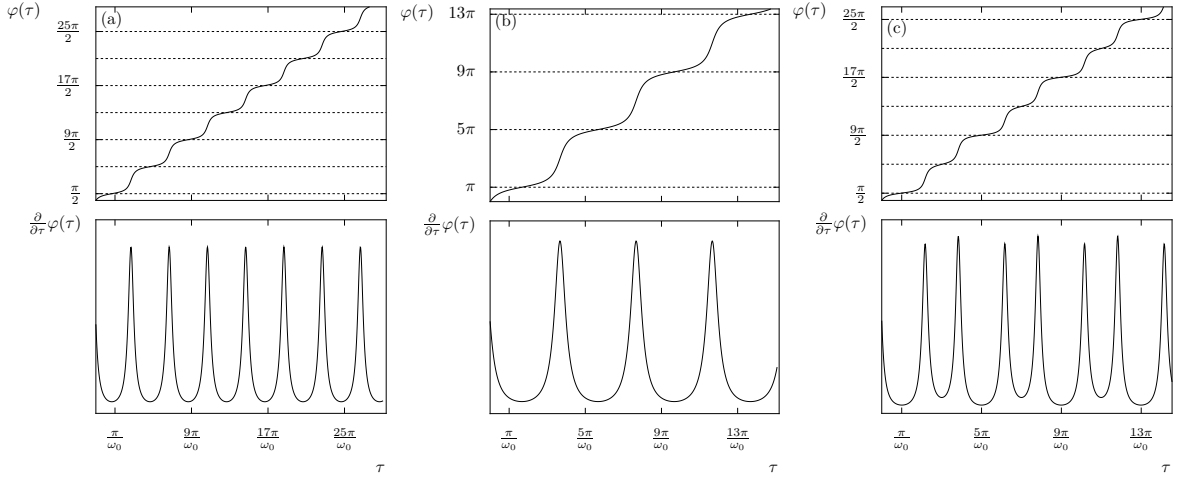 φ(τ)
(a)
25π/2
17π/2
9π/2
π/2
∂/∂τ φ(τ)
π/ω₀ 9π/ω₀ 17π/ω₀ 25π/ω₀
τ
φ(τ)
(b)
13π
9π
5π
π
∂/∂τ φ(τ)
π/ω₀ 5π/ω₀ 9π/ω₀ 13π/ω₀
τ
φ(τ)
(c)
25π/2
17π/2
9π/2
π/2
∂/∂τ φ(τ)
π/ω₀ 5π/ω₀ 9π/ω₀ 13π/ω₀
τ